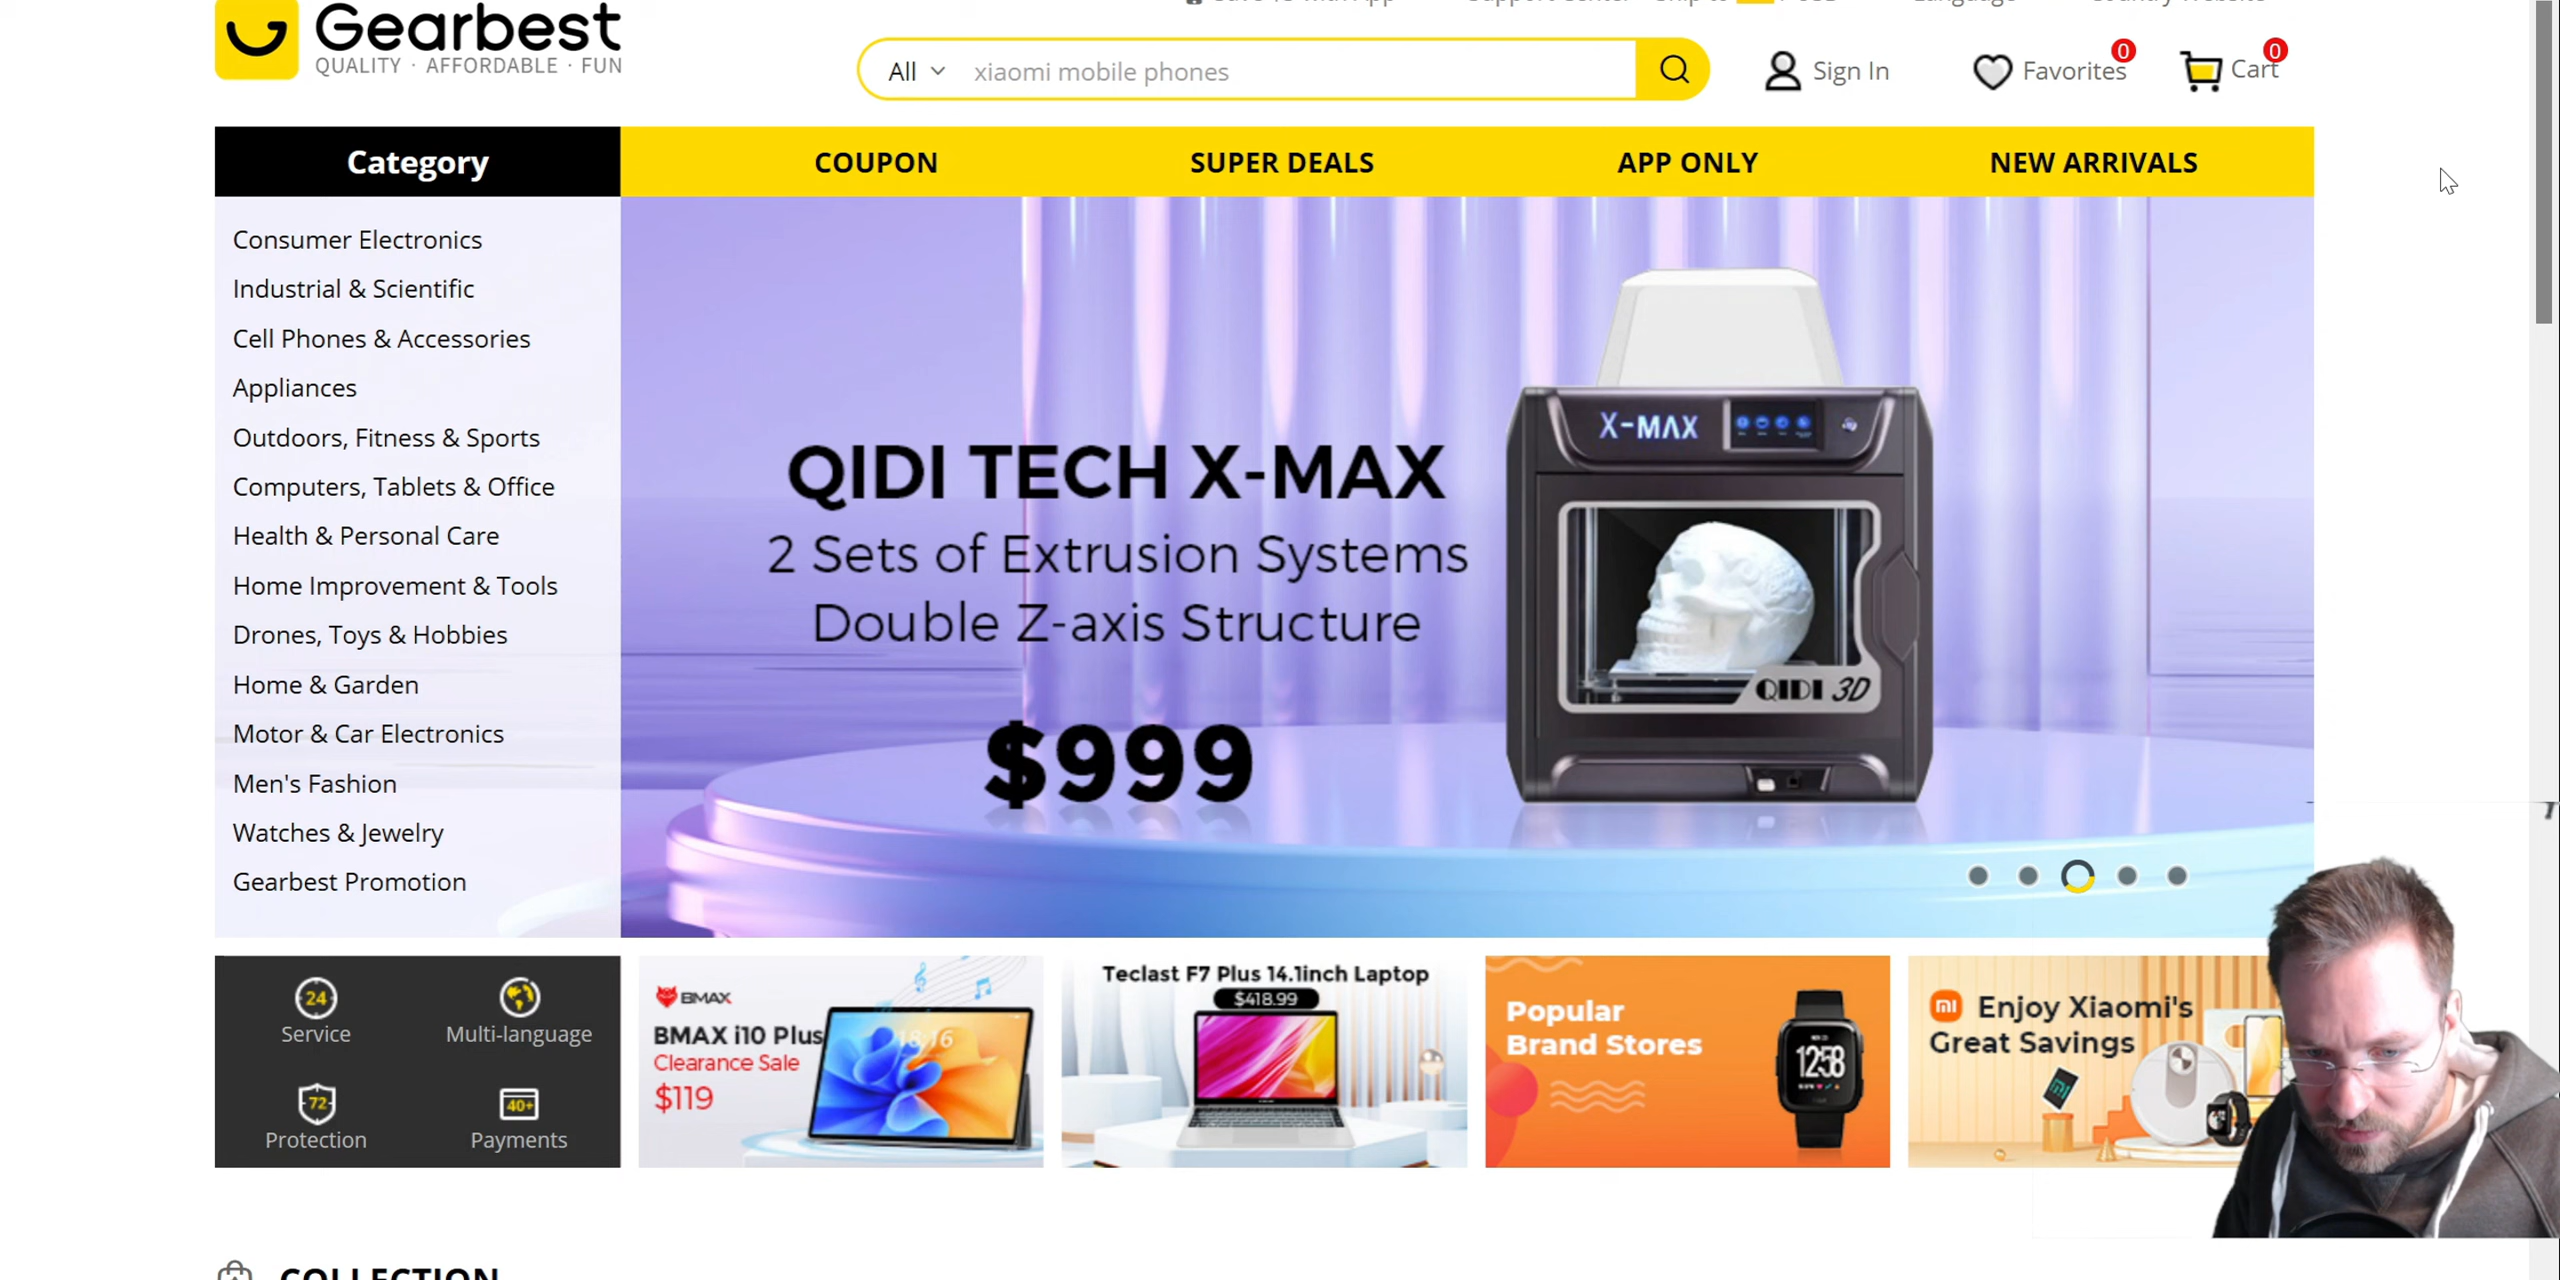 Gearbest
QUALITY · AFFORDABLE · FUN
All
xiaomi mobile phones
Sign In
Favorites
0
Cart
0
Category
COUPON
SUPER DEALS
APP ONLY
NEW ARRIVALS
Consumer Electronics
Industrial & Scientific
Cell Phones & Accessories
Appliances
Outdoors, Fitness & Sports
Computers, Tablets & Office
Health & Personal Care
Home Improvement & Tools
Drones, Toys & Hobbies
Home & Garden
Motor & Car Electronics
Men's Fashion
Watches & Jewelry
Gearbest Promotion
QIDI TECH X-MAX
2 Sets of Extrusion Systems
Double Z-axis Structure
$999
X-MAX
QIDI 3D
24
Service
Multi-language
72
Protection
40+
Payments
BMAX
BMAX i10 Plus
Clearance Sale
$119
18:16
Teclast F7 Plus 14.1inch Laptop
$418.99
Popular
Brand Stores
12:58
mi Enjoy Xiaomi's
Great Savings
COLLECTION